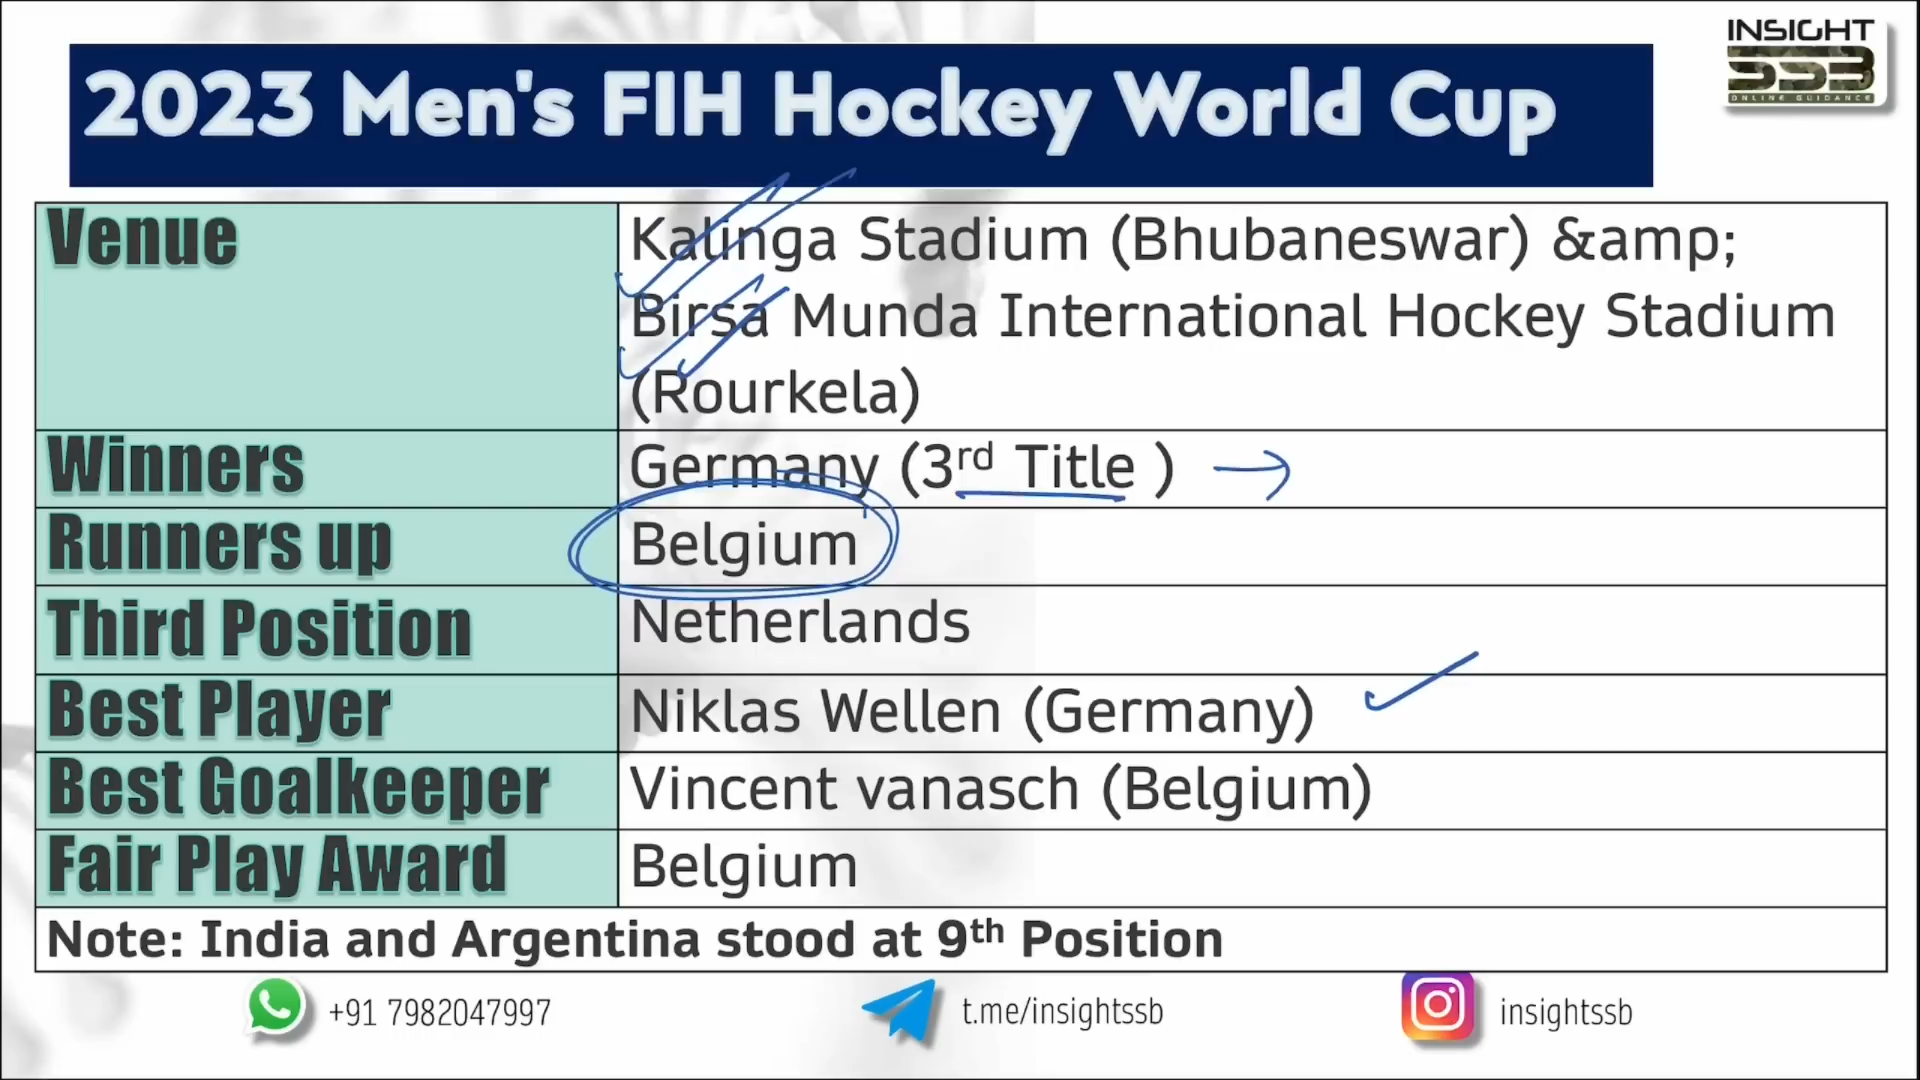 INSIGHT
SSB
ONLINE GUIDANCE
2023 Men's FIH Hockey World Cup
Venue
Kalinga Stadium (Bhubaneswar) &amp;
Birsa Munda International Hockey Stadium
(Rourkela)
Winners
Germany (3rd Title )
Runners up
Belgium
Third Position
Netherlands
Best Player
Niklas Wellen (Germany)
Best Goalkeeper
Vincent vanasch (Belgium)
Fair Play Award
Belgium
Note: India and Argentina stood at 9th Position
+91 7982047997
t.me/insightssb
insightssb